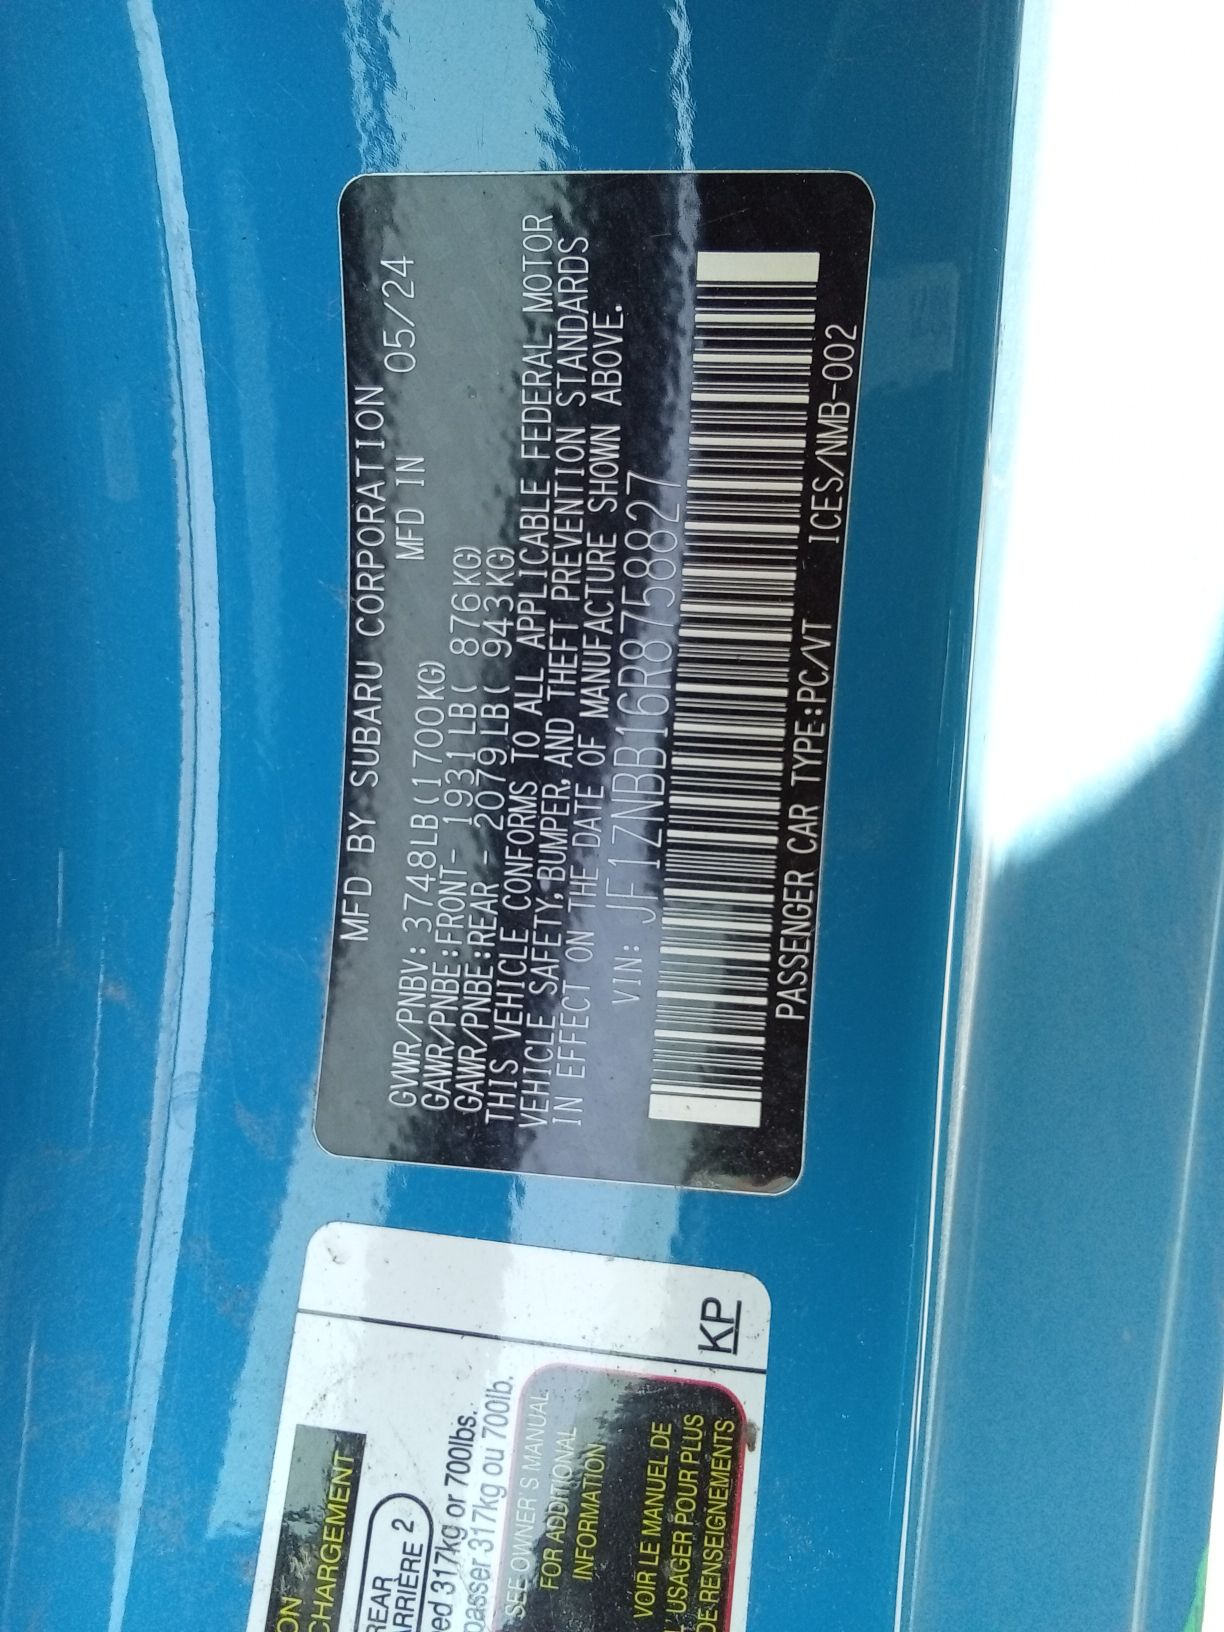 MFD BY SUBARU CORPORATION
MFD IN 05/24
GVWR/PNBV:3748LB(1700KG)
GAWR/PNBE:FRONT- 1931LB( 876KG)
GAWR/PNBE:REAR - 2079LB( 943KG)
THIS VEHICLE CONFORMS TO ALL APPLICABLE FEDERAL MOTOR
VEHICLE SAFETY,BUMPER,AND THEFT PREVENTION STANDARDS
IN EFFECT ON THE DATE OF MANUFACTURE SHOWN ABOVE.
VIN: JF1ZNBB16R8758827
PASSENGER CAR TYPE:PC/VT ICES/NMB-002
CHARGEMENT
REAR
ARRIÈRE 2
317kg or 700lbs.
317kg ou 700lb.
SEE OWNER'S MANUAL
FOR ADDITIONAL
INFORMATION
VOIR LE MANUEL DE
L'USAGER POUR PLUS
DE RENSEIGNEMENTS
KP